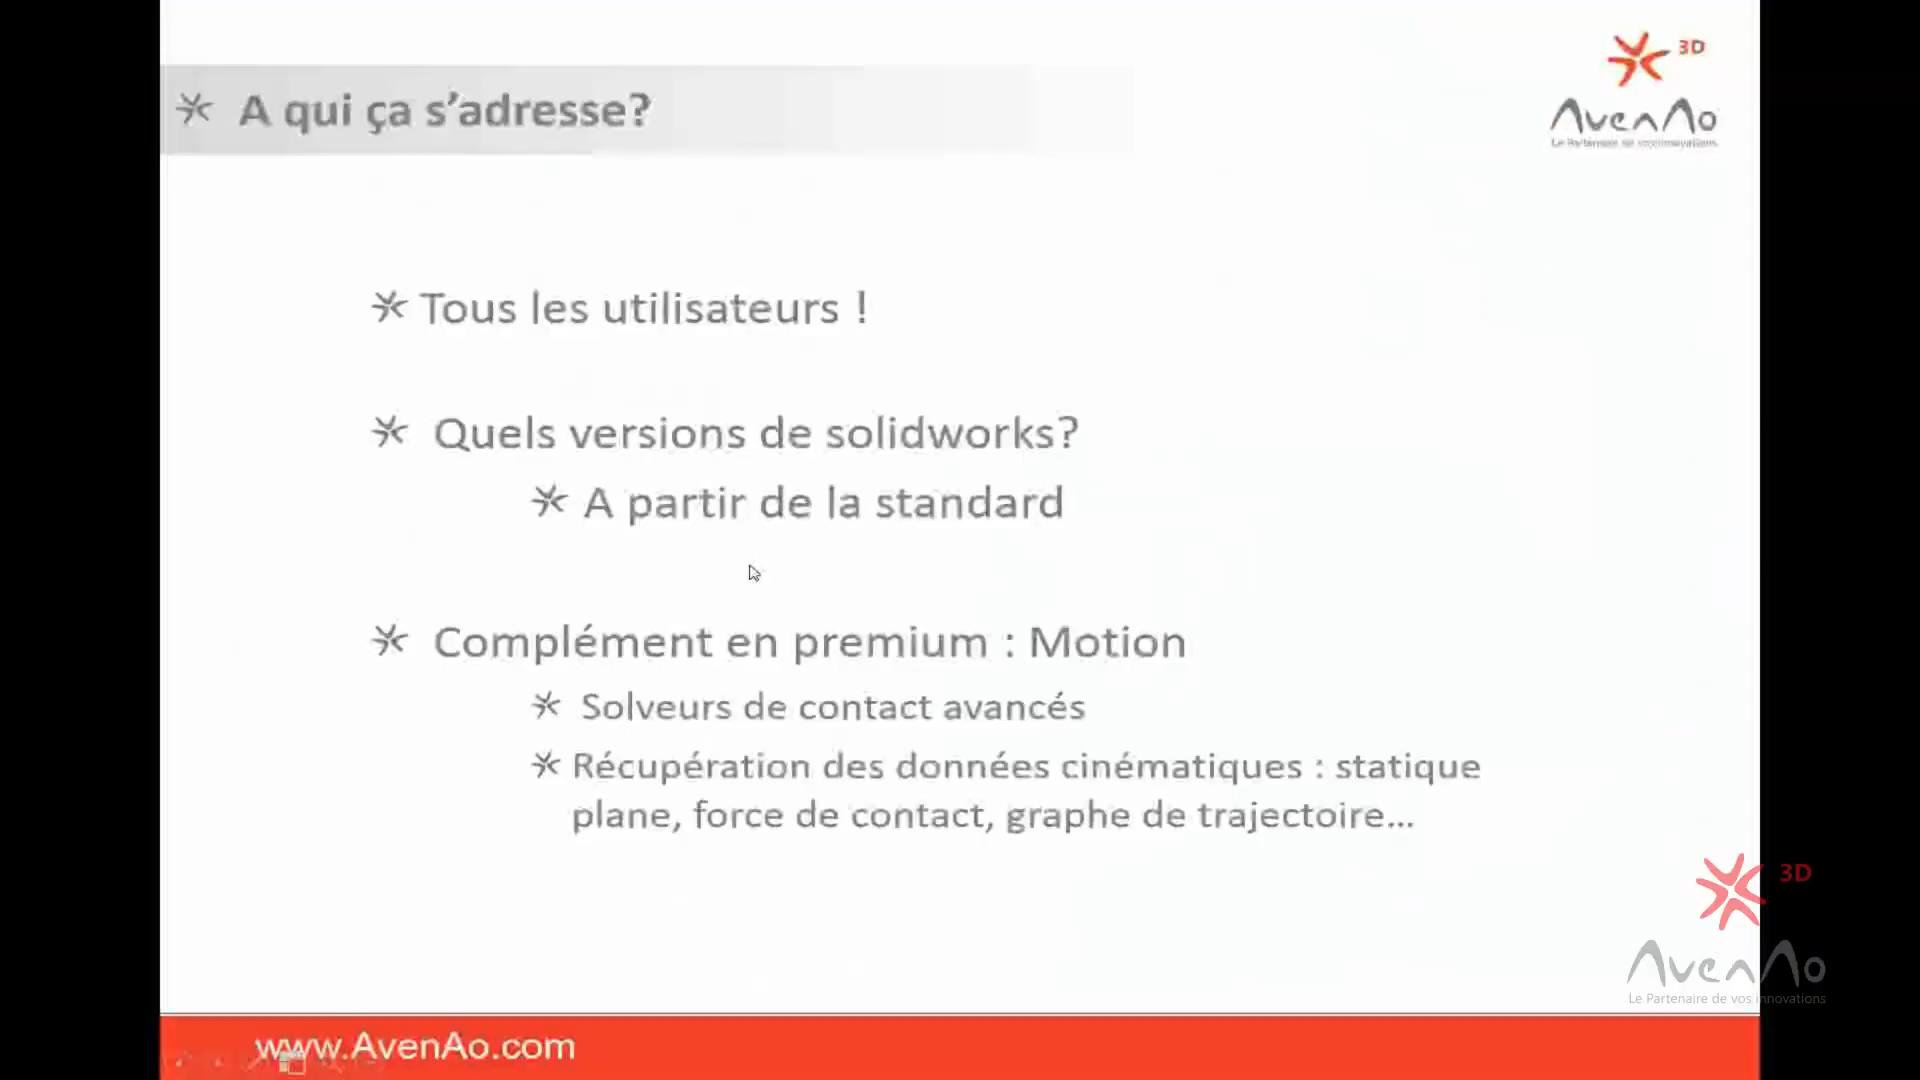 A qui ça s’adresse?
3D
AvenAo
Le Partenaire de vos innovations
Tous les utilisateurs !
Quels versions de solidworks?
A partir de la standard
Complément en premium : Motion
Solveurs de contact avancés
Récupération des données cinématiques : statique
plane, force de contact, graphe de trajectoire...
3D
AvenAo
Le Partenaire de vos innovations
www.AvenAo.com